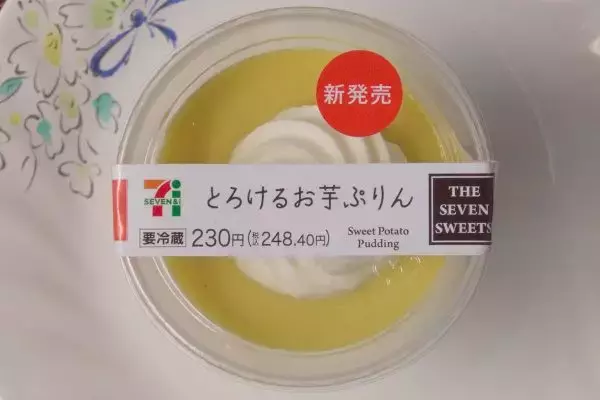 新発売
SEVEN&i
とろけるお芋ぷりん
要冷蔵 230円(税込248.40円)
Sweet Potato
Pudding
THE
SEVEN
SWEETS